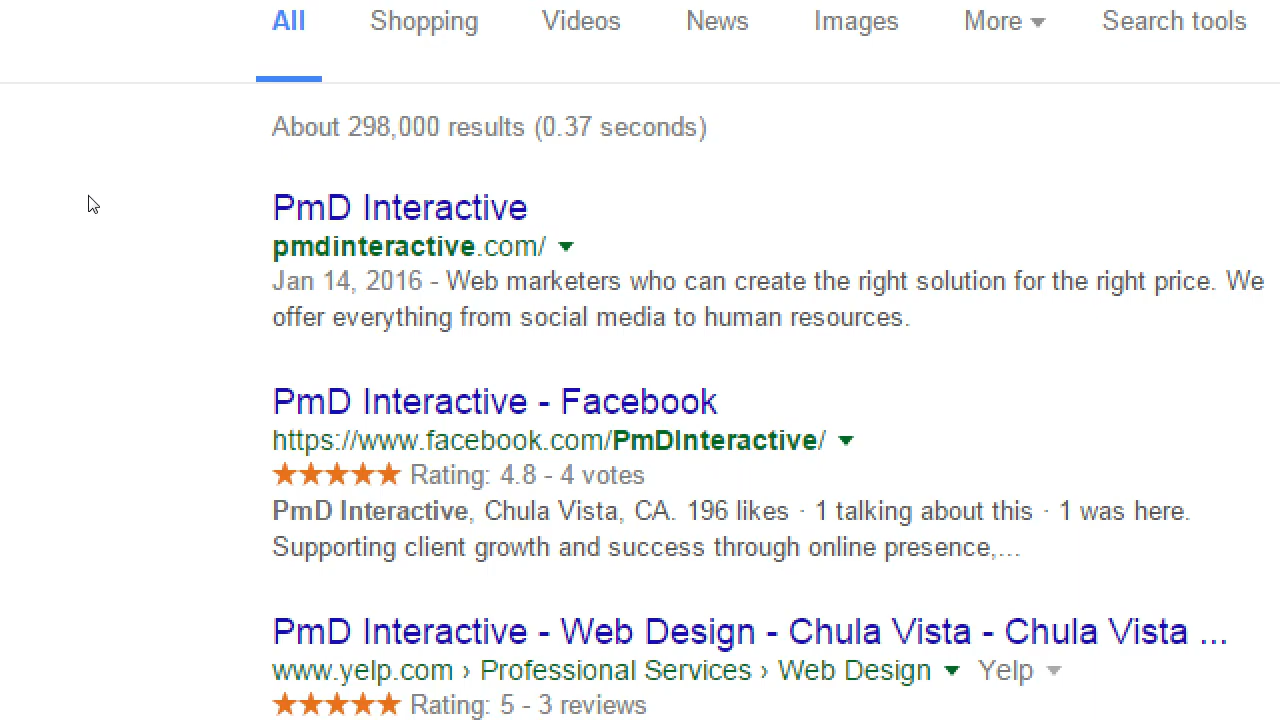 All Shopping Videos News Images More Search tools
About 298,000 results (0.37 seconds)
PmD Interactive
pmdinteractive.com/
Jan 14, 2016 - Web marketers who can create the right solution for the right price. We
offer everything from social media to human resources.
PmD Interactive - Facebook
https://www.facebook.com/PmDInteractive/
Rating: 4.8 - 4 votes
PmD Interactive, Chula Vista, CA. 196 likes · 1 talking about this · 1 was here.
Supporting client growth and success through online presence,...
PmD Interactive - Web Design - Chula Vista - Chula Vista ...
www.yelp.com › Professional Services › Web Design Yelp
Rating: 5 - 3 reviews